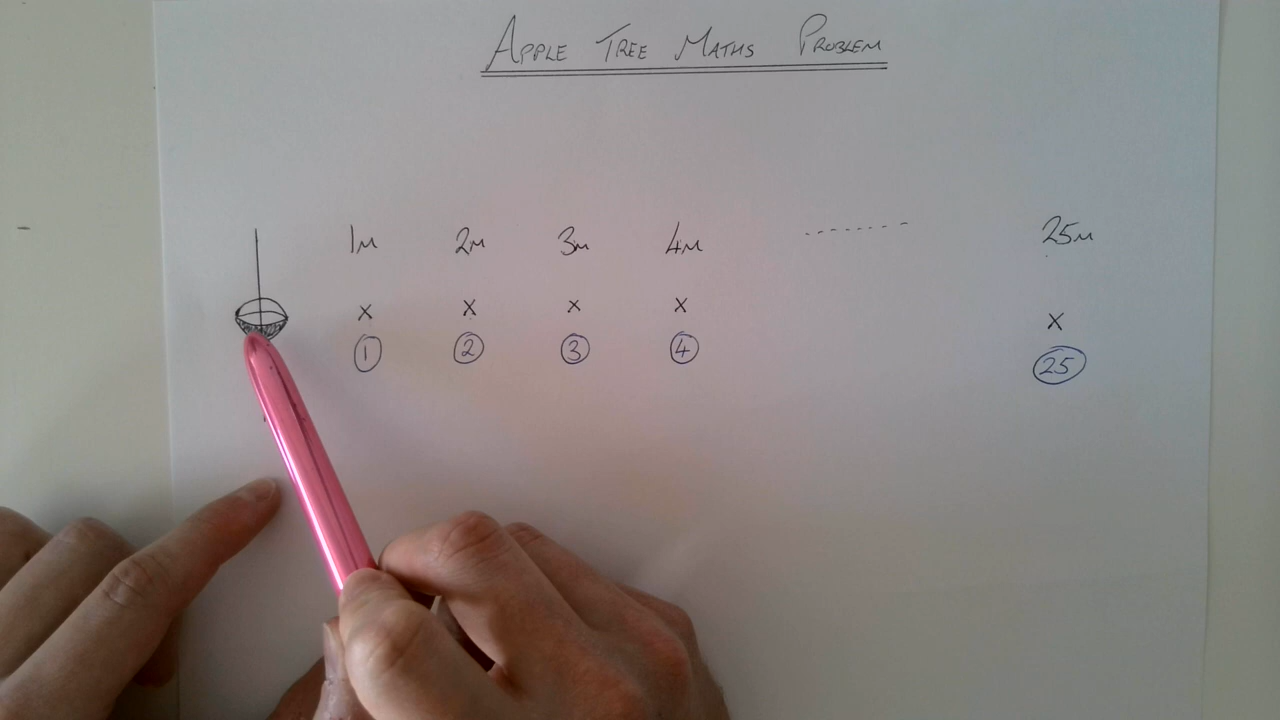 APPLE TREE MATHS PROBLEM
1M 2M 3M 4M 25M
X X X X X
1 2 3 4 25